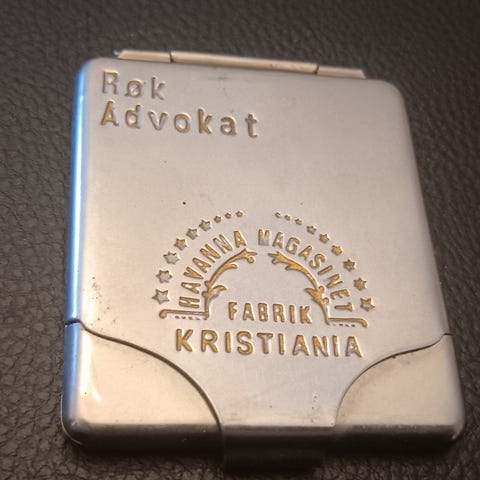 Røk
Advokat
HAVANNA MAGASINET
FABRIK
KRISTIANIA